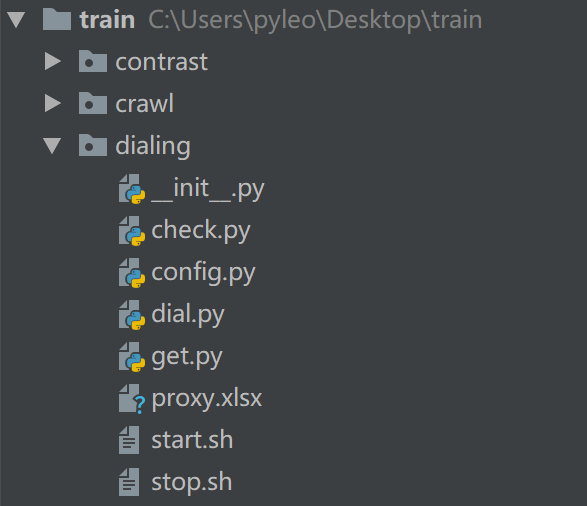 train C:\Users\pyleo\Desktop\train
contrast
crawl
dialing
__init__.py
check.py
config.py
dial.py
get.py
proxy.xlsx
start.sh
stop.sh